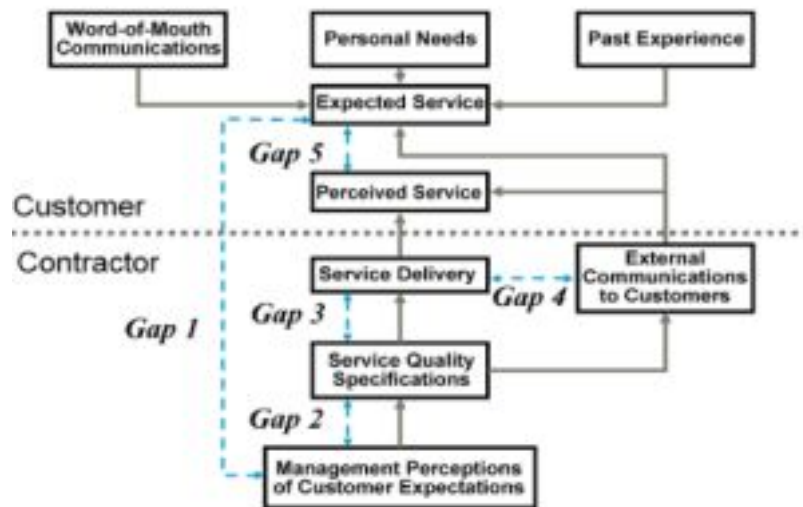 Word-of-Mouth
Communications
Personal Needs
Past Experience
Expected Service
Gap 5
Perceived Service
Customer
Contractor
Service Delivery
External
Communications
to Customers
Gap 4
Gap 3
Gap 1
Service Quality
Specifications
Gap 2
Management Perceptions
of Customer Expectations